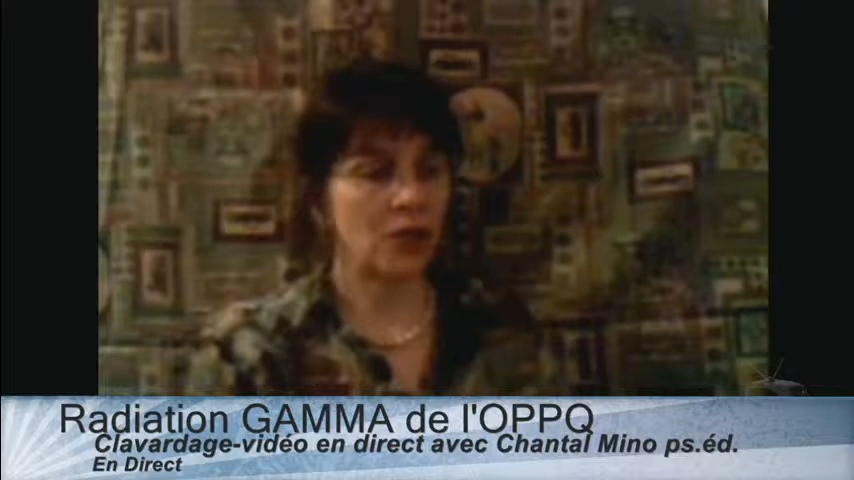 Radiation GAMMA de l'OPPQ
Clavardage-vidéo en direct avec Chantal Mino ps.éd.
En Direct